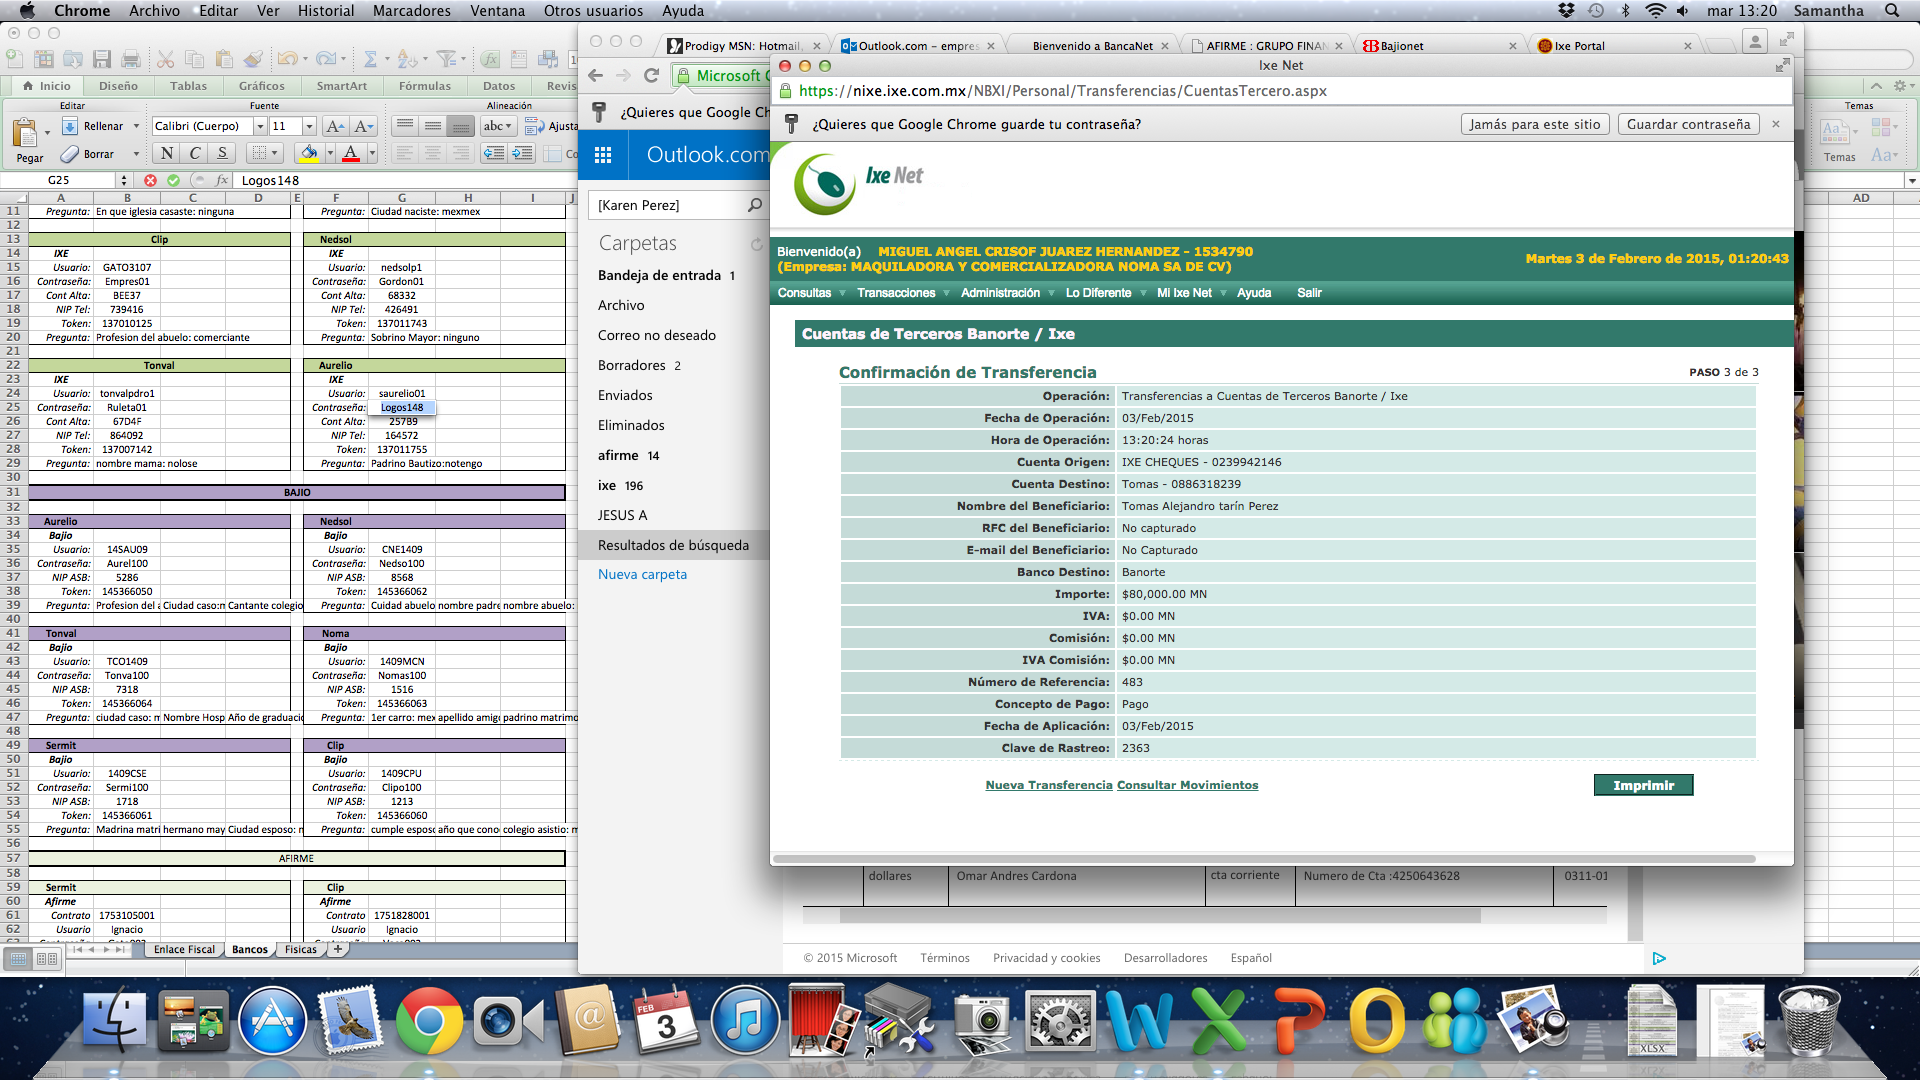 Chrome Archivo Editar Ver Historial Marcadores Ventana Otros usuarios Ayuda mar 13:20 Samantha
Inicio Diseño Tablas Gráficos SmartArt Fórmulas Datos Revis
Editar Fuente Alineación Temas
Pegar Rellenar Borrar Calibri (Cuerpo) 11 A A abc Ajusta
N C S A Co Temas Aa
G25 fx Logos148
A B C D E F G H I J AD
11 Pregunta: En que iglesia casaste: ninguna Pregunta: Ciudad naciste: mexmex
12
13 Clip Nedsol
14 IXE IXE
15 Usuario: GATO3107 Usuario: nedsolp1
16 Contraseña: Empres01 Contraseña: Gordon01
17 Cont Alta: BEE37 Cont Alta: 68332
18 NIP Tel: 739416 NIP Tel: 426491
19 Token: 137010125 Token: 137011743
20 Pregunta: Profesion del abuelo: comerciante Pregunta: Sobrino Mayor: ninguno
21
22 Tonval Aurelio
23 IXE IXE
24 Usuario: tonvalpdro1 Usuario: saurelio01
25 Contraseña: Ruleta01 Contraseña: Logos148
26 Cont Alta: 67D4F Cont Alta: 257B9
27 NIP Tel: 864092 NIP Tel: 164572
28 Token: 137007142 Token: 137011755
29 Pregunta: nombre mama: nolose Pregunta: Padrino Bautizo:notengo
30
31 BAJIO
32
33 Aurelio Nedsol
34 Bajio Bajio
35 Usuario: 14SAU09 Usuario: CNE1409
36 Contraseña: Aurel100 Contraseña: Nedso100
37 NIP ASB: 5286 NIP ASB: 8568
38 Token: 145366050 Token: 145366062
39 Pregunta: Profesion del a Ciudad caso:m Cantante colegio Pregunta: Cuidad abuelo nombre padre nombre abuelo:
40
41 Tonval Noma
42 Bajio Bajio
43 Usuario: TCO1409 Usuario: 1409MCN
44 Contraseña: Tonva100 Contraseña: Nomas100
45 NIP ASB: 7318 NIP ASB: 1516
46 Token: 145366064 Token: 145366063
47 Pregunta: ciudad caso: m Nombre Hosp Año de graduacio Pregunta: 1er carro: mex apellido amigo padrino matrimo
48
49 Sermit Clip
50 Bajio Bajio
51 Usuario: 1409CSE Usuario: 1409CPU
52 Contraseña: Sermi100 Contraseña: Clipo100
53 NIP ASB: 1718 NIP ASB: 1213
54 Token: 145366061 Token: 145366060
55 Pregunta: Madrina matri hermano may Ciudad esposo: n Pregunta: cumple esposo año que cono colegio asistio: m
56
57 AFIRME
58
59 Sermit Clip
60 Afirme Afirme
61 Contrato 1753105001 Contrato 1751828001
62 Usuario Ignacio Usuario Ignacio
Enlace Fiscal Bancos Fisicas +
Prodigy MSN: Hotmail, Outlook.com – empres Bienvenido a BancaNet AFIRME : GRUPO FINAN Bajionet Ixe Portal
Microsoft C
¿Quieres que Google Ch
Outlook.com
[Karen Perez]
Carpetas
Bandeja de entrada 1
Archivo
Correo no deseado
Borradores 2
Enviados
Eliminados
afirme 14
ixe 196
JESUS A
Resultados de búsqueda
Nueva carpeta
Ixe Net
https://nixe.ixe.com.mx/NBXI/Personal/Transferencias/CuentasTercero.aspx
¿Quieres que Google Chrome guarde tu contraseña? Jamás para este sitio Guardar contraseña ×
Ixe Net
Bienvenido(a) MIGUEL ANGEL CRISOF JUAREZ HERNANDEZ - 1534790
(Empresa: MAQUILADORA Y COMERCIALIZADORA NOMA SA DE CV)
Martes 3 de Febrero de 2015, 01:20:43
Consultas Transacciones Administración Lo Diferente Mi Ixe Net Ayuda Salir
Cuentas de Terceros Banorte / Ixe
Confirmación de Transferencia PASO 3 de 3
Operación: Transferencias a Cuentas de Terceros Banorte / Ixe
Fecha de Operación: 03/Feb/2015
Hora de Operación: 13:20:24 horas
Cuenta Origen: IXE CHEQUES - 0239942146
Cuenta Destino: Tomas - 0886318239
Nombre del Beneficiario: Tomas Alejandro tarín Perez
RFC del Beneficiario: No capturado
E-mail del Beneficiario: No Capturado
Banco Destino: Banorte
Importe: $80,000.00 MN
IVA: $0.00 MN
Comisión: $0.00 MN
IVA Comisión: $0.00 MN
Número de Referencia: 483
Concepto de Pago: Pago
Fecha de Aplicación: 03/Feb/2015
Clave de Rastreo: 2363
Nueva Transferencia Consultar Movimientos Imprimir
dollares Omar Andres Cardona cta corriente Numero de Cta :4250643628 0311-01
© 2015 Microsoft Términos Privacidad y cookies Desarrolladores Español
FEB 3
XLSX